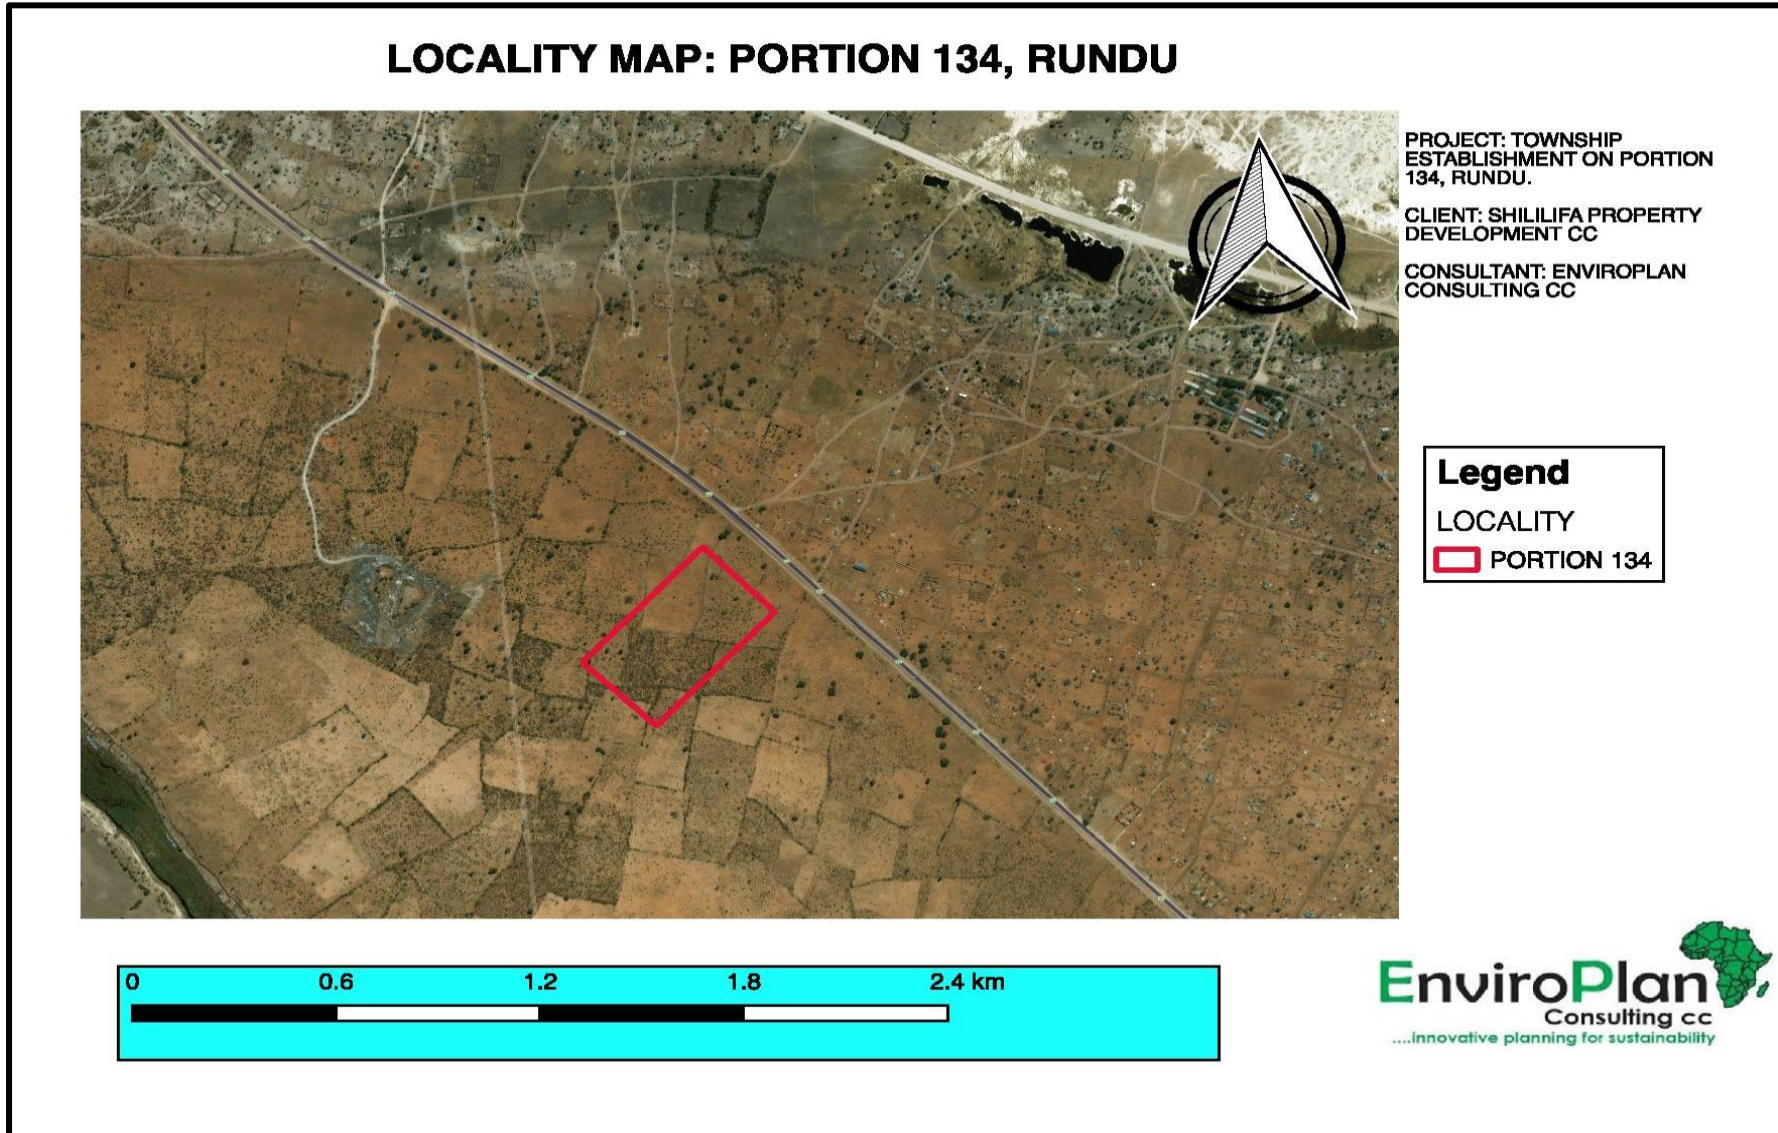 LOCALITY MAP: PORTION 134, RUNDU
PROJECT: TOWNSHIP
ESTABLISHMENT ON PORTION
134, RUNDU.
CLIENT: SHILILIFA PROPERTY
DEVELOPMENT CC
CONSULTANT: ENVIROPLAN
CONSULTING CC
Legend
LOCALITY
PORTION 134
0 0.6 1.2 1.8 2.4 km
EnviroPlan
Consulting cc
....innovative planning for sustainability